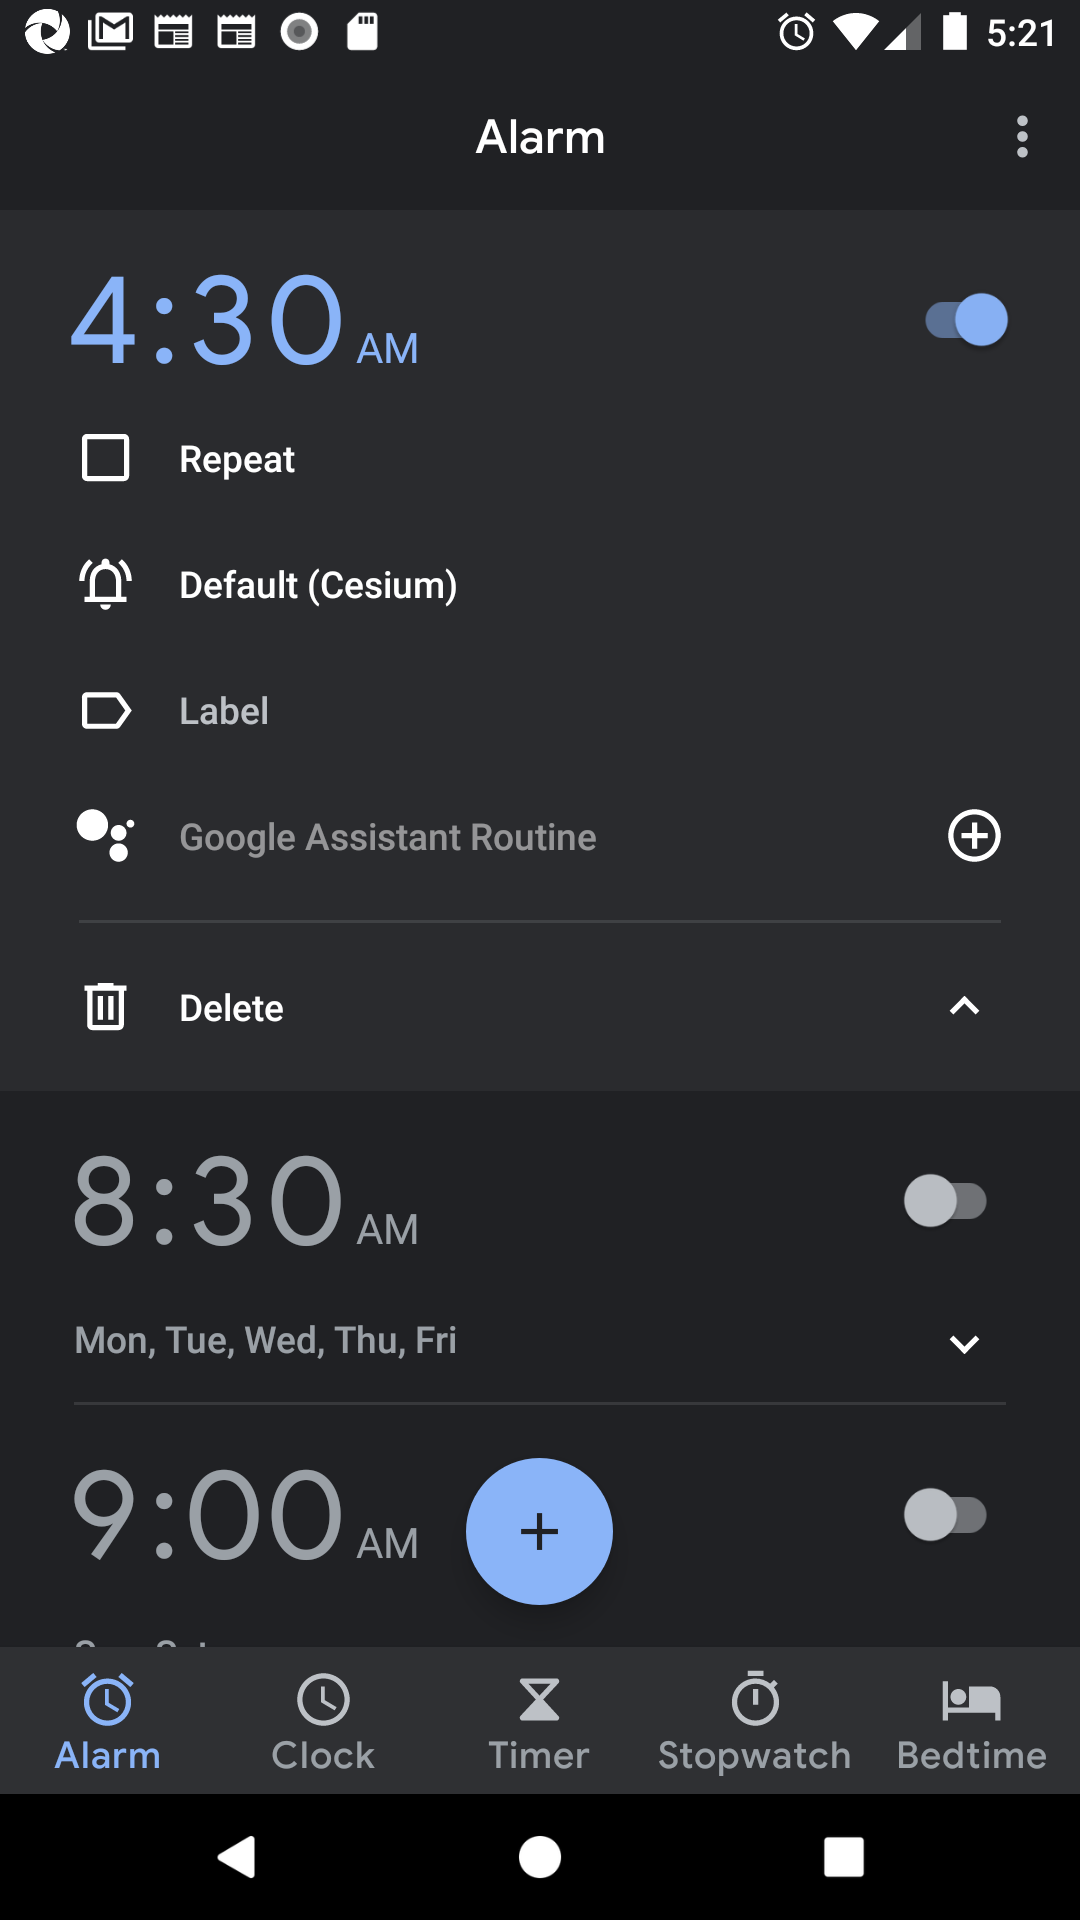 5:21
Alarm
4:30 AM
Repeat
Default (Cesium)
Label
Google Assistant Routine
Delete
8:30 AM
Mon, Tue, Wed, Thu, Fri
9:00 AM
Alarm Clock Timer Stopwatch Bedtime